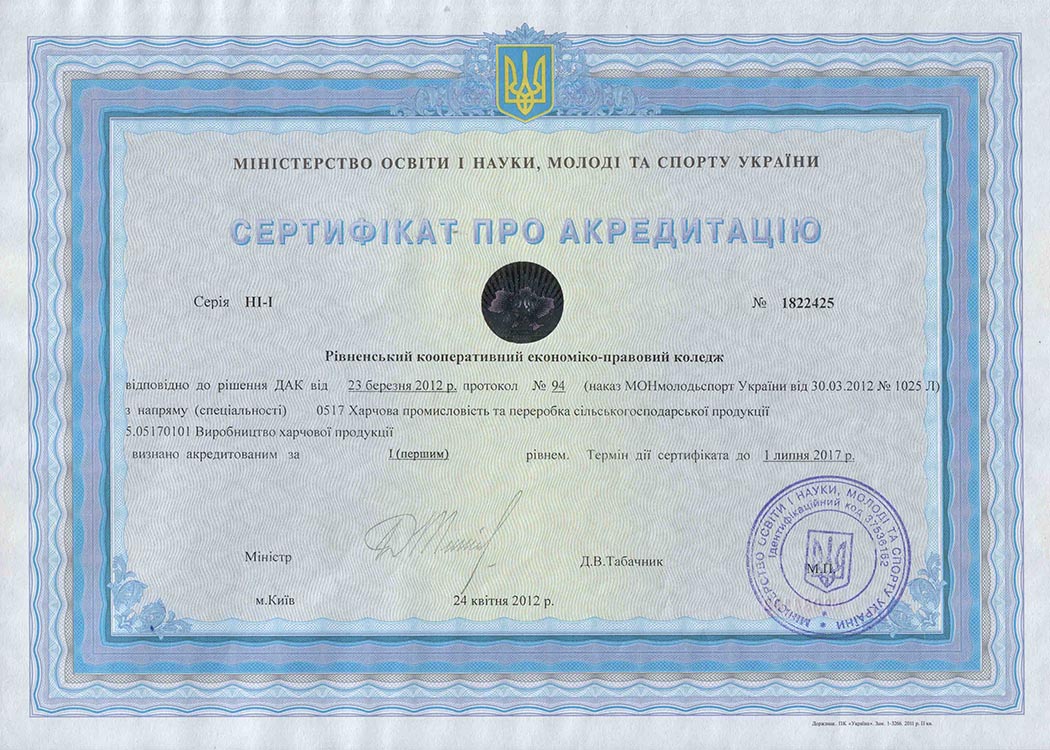 МІНІСТЕРСТВО ОСВІТИ І НАУКИ, МОЛОДІ ТА СПОРТУ УКРАЇНИ
СЕРТИФІКАТ ПРО АКРЕДИТАЦІЮ
Серія НІ-І № 1822425
Рівненський кооперативний економіко-правовий коледж
відповідно до рішення ДАК від 23 березня 2012 р. протокол № 94 (наказ МОНмолодьспорт України від 30.03.2012 № 1025 Л)
з напряму (спеціальності) 0517 Харчова промисловість та переробка сільськогосподарської продукції
5.05170101 Виробництво харчової продукції
визнано акредитованим за І (першим) рівнем. Термін дії сертифіката до 1 липня 2017 р.
Міністр Д.В.Табачник
м.Київ 24 квітня 2012 р.
М.П.
МІНІСТЕРСТВО ОСВІТИ І НАУКИ, МОЛОДІ ТА СПОРТУ УКРАЇНИ
Ідентифікаційний код 37536162
Держзнак. ПК «Україна». Зам. 1-3266. 2011 р. ІІ кв.